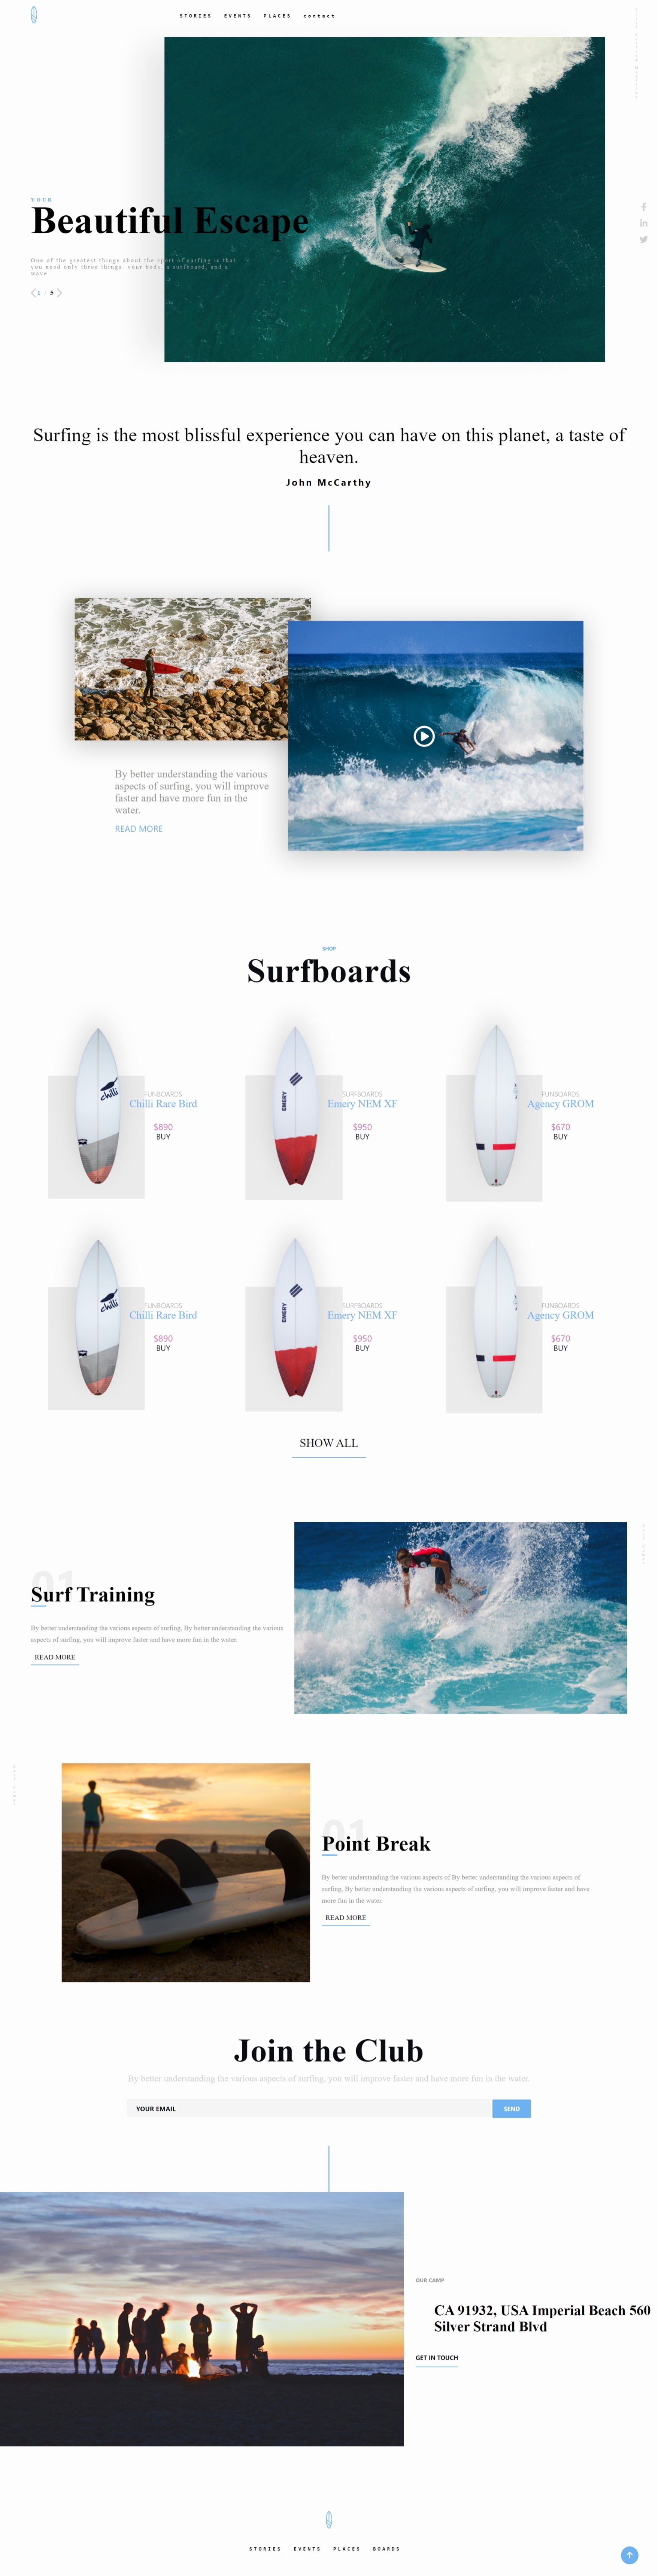 STORIES EVENTS PLACES contact
YOUR
Beautiful Escape
One of the greatest things about the sport of surfing is that
you need only three things: your body, a surfboard, and a
wave.
1 / 5
Surfing is the most blissful experience you can have on this planet, a taste of
heaven.
John McCarthy
By better understanding the various
aspects of surfing, you will improve
faster and have more fun in the
water.
READ MORE
SHOP
Surfboards
chilli
FUNBOARDS
Chilli Rare Bird
$890
BUY
EMERY
SURFBOARDS
Emery NEM XF
$950
BUY
FUNBOARDS
Agency GROM
$670
BUY
chilli
FUNBOARDS
Chilli Rare Bird
$890
BUY
EMERY
SURFBOARDS
Emery NEM XF
$950
BUY
FUNBOARDS
Agency GROM
$670
BUY
SHOW ALL
01
Surf Training
By better understanding the various aspects of surfing, By better understanding the various
aspects of surfing, you will improve faster and have more fun in the water.
READ MORE
01
Point Break
By better understanding the various aspects of By better understanding the various aspects of
surfing, By better understanding the various aspects of surfing, you will improve faster and have
more fun in the water.
READ MORE
Join the Club
By better understanding the various aspects of surfing, you will improve faster and have more fun in the water.
YOUR EMAIL
SEND
OUR CAMP
CA 91932, USA Imperial Beach 560
Silver Strand Blvd
GET IN TOUCH
STORIES EVENTS PLACES BOARDS